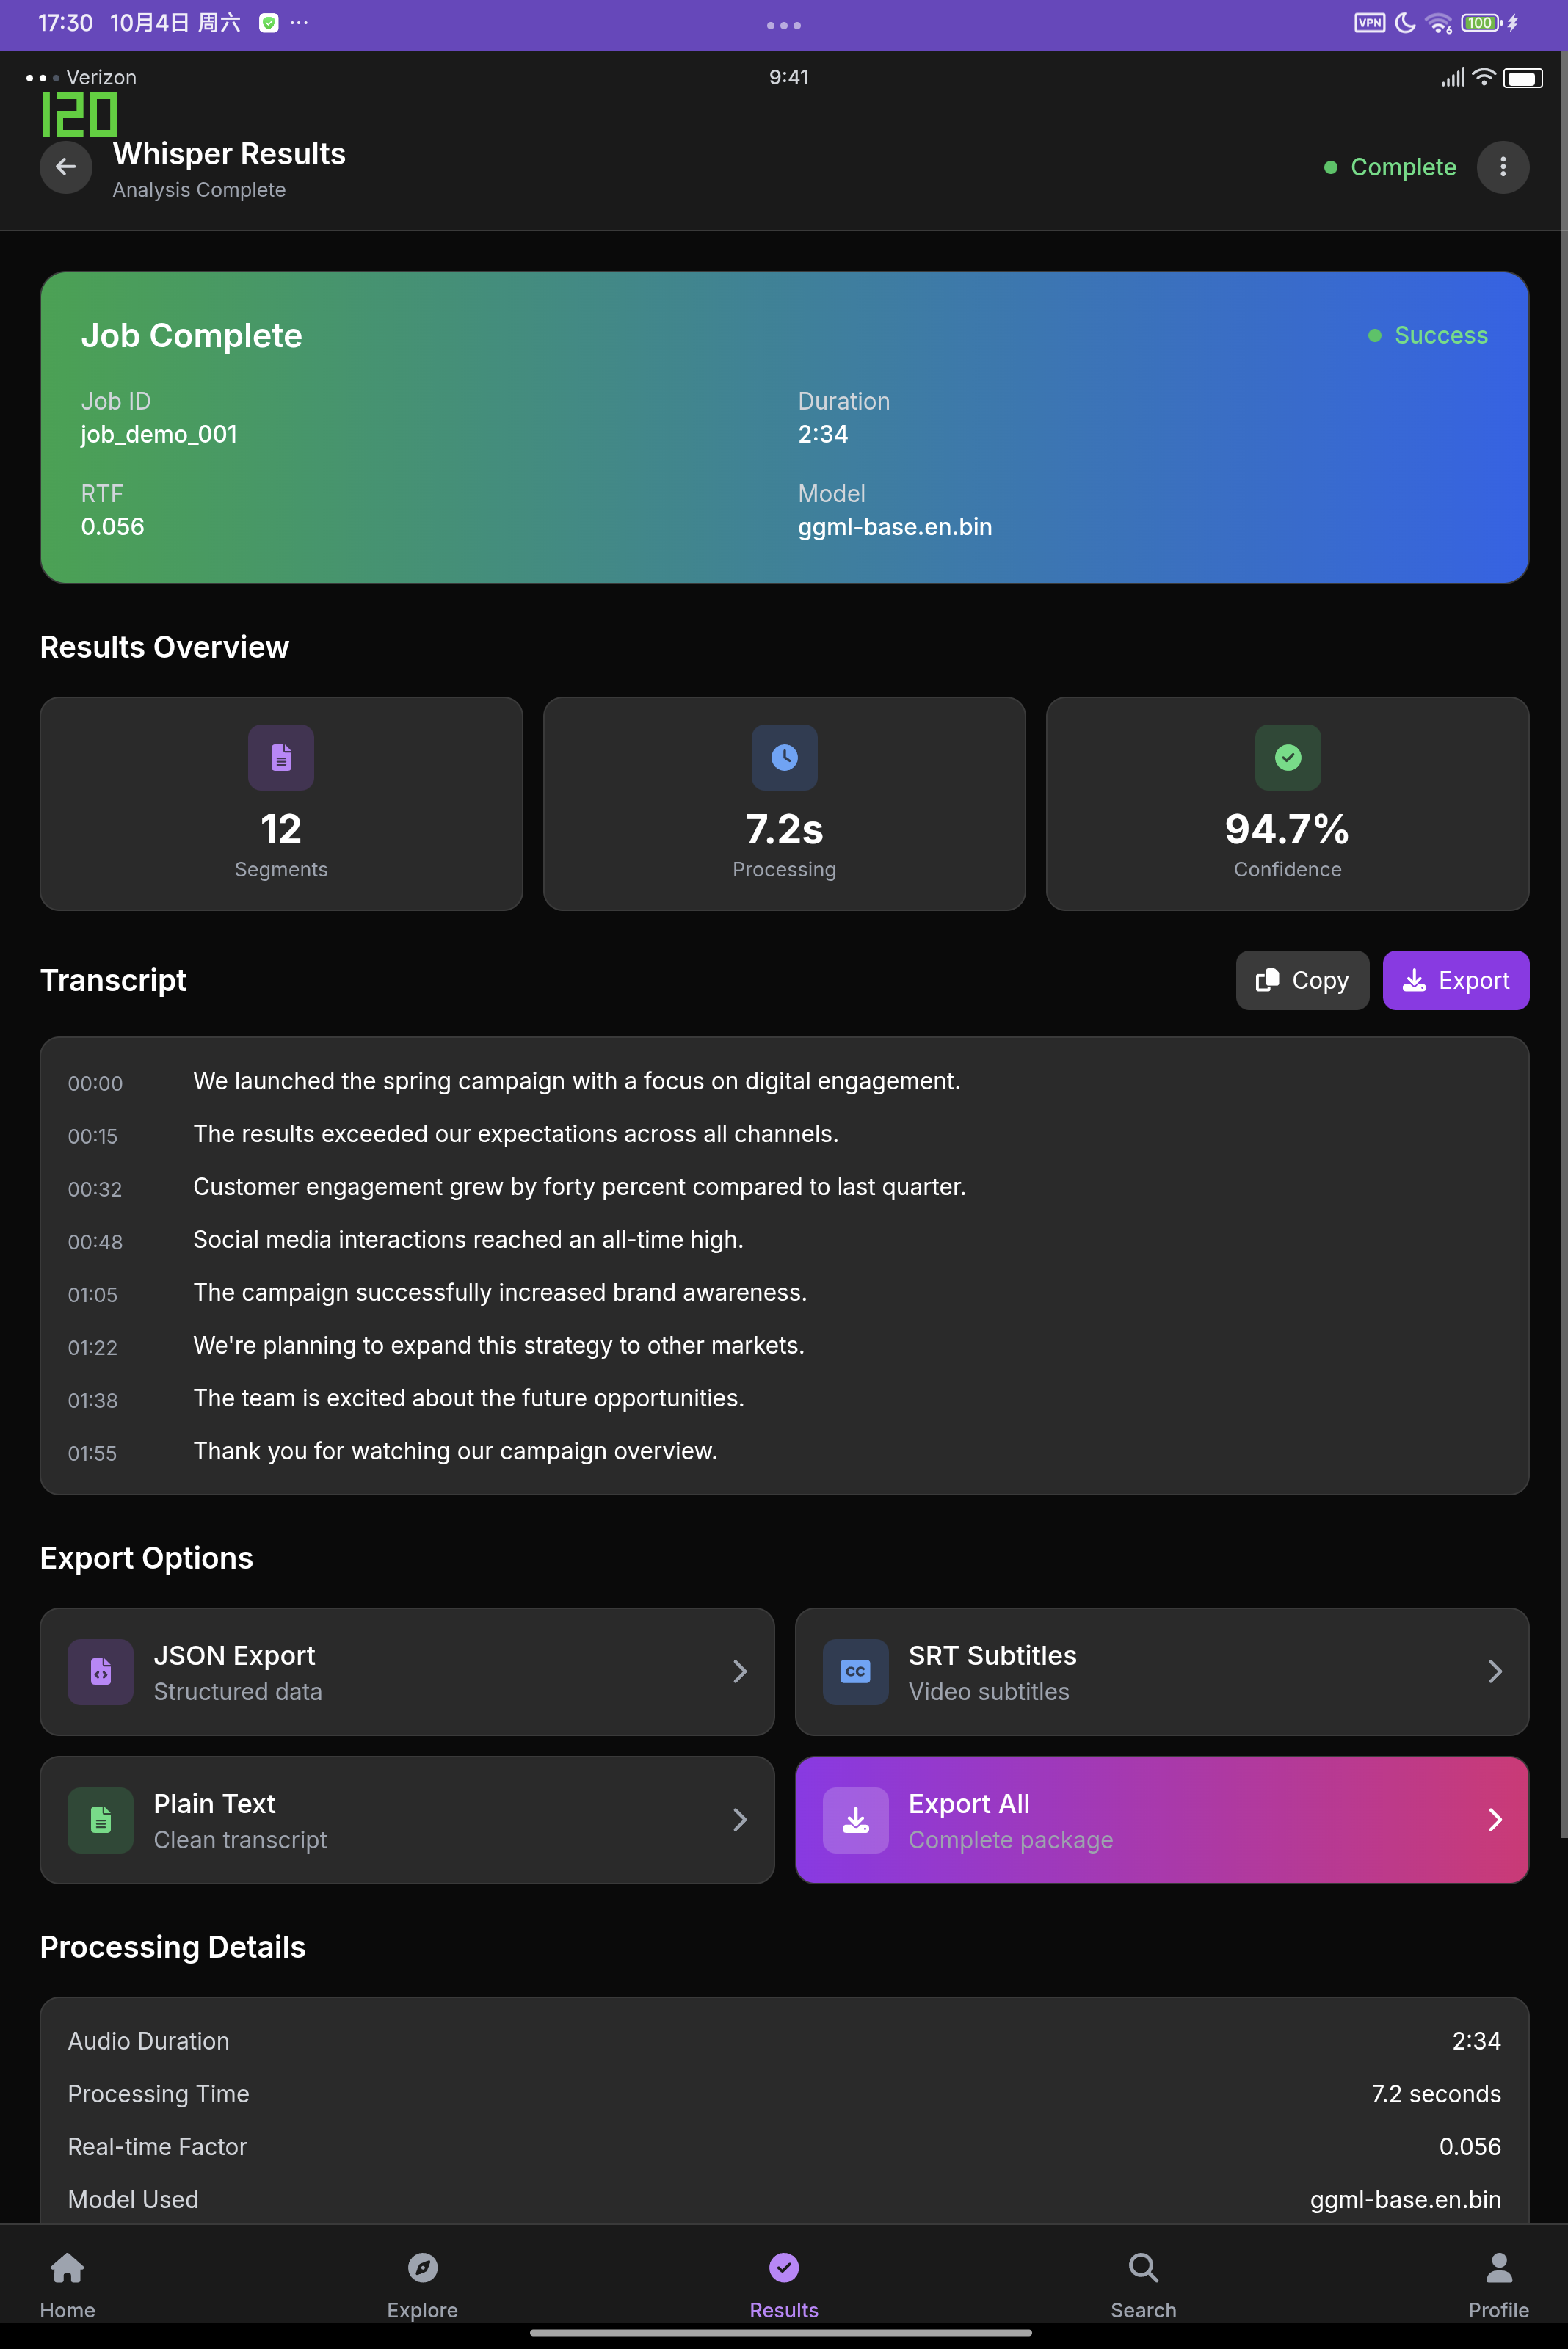 17:30 10月4日 周六 ···
VPN 6 100
Verizon 9:41
120
Whisper Results
Analysis Complete
Complete
Job Complete
Success
Job ID
job_demo_001
Duration
2:34
RTF
0.056
Model
ggml-base.en.bin
Results Overview
12
Segments
7.2s
Processing
94.7%
Confidence
Transcript
Copy
Export
00:00 We launched the spring campaign with a focus on digital engagement.
00:15 The results exceeded our expectations across all channels.
00:32 Customer engagement grew by forty percent compared to last quarter.
00:48 Social media interactions reached an all-time high.
01:05 The campaign successfully increased brand awareness.
01:22 We're planning to expand this strategy to other markets.
01:38 The team is excited about the future opportunities.
01:55 Thank you for watching our campaign overview.
Export Options
JSON Export
Structured data
SRT Subtitles
Video subtitles
CC
Plain Text
Clean transcript
Export All
Complete package
Processing Details
Audio Duration 2:34
Processing Time 7.2 seconds
Real-time Factor 0.056
Model Used ggml-base.en.bin
Home
Explore
Results
Search
Profile